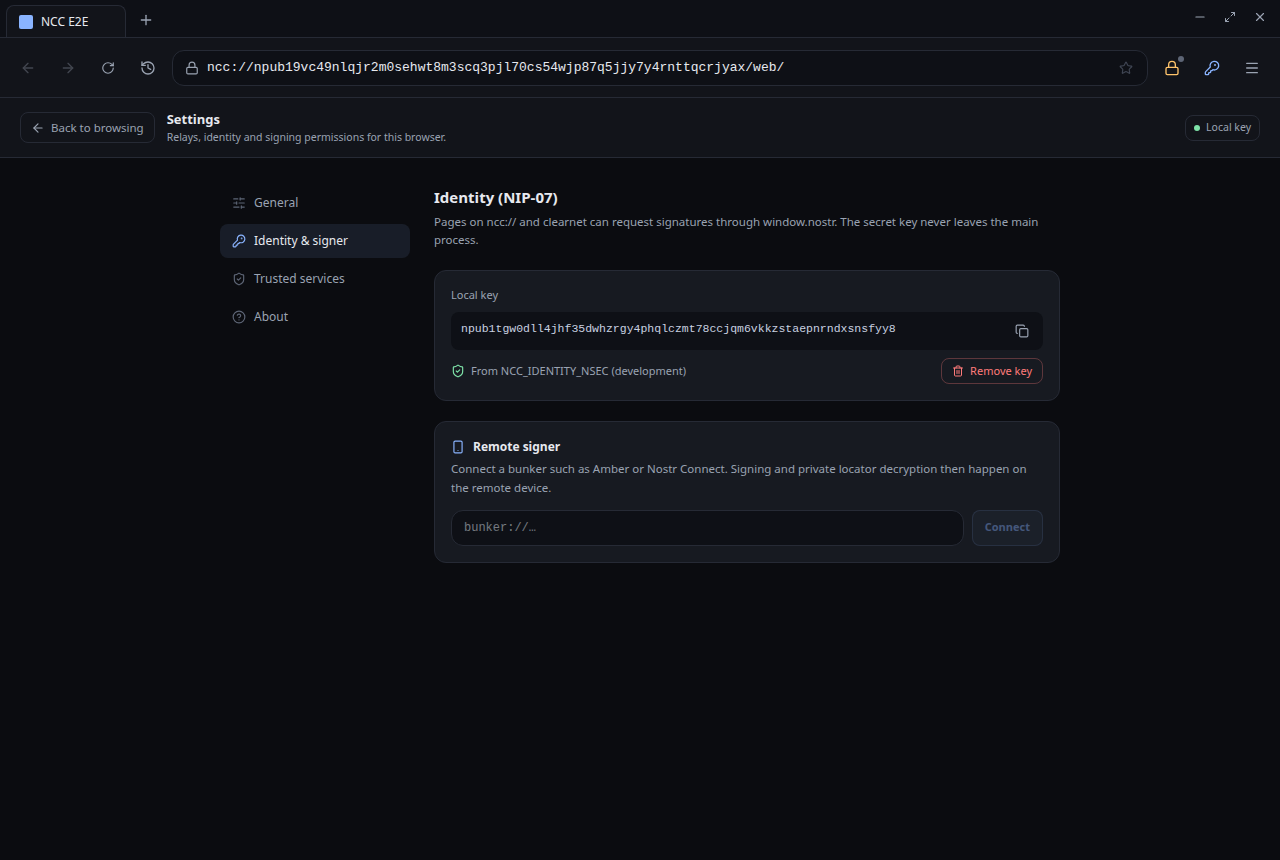 NCC E2E
ncc://npub19vc49nlqjr2m0sehwt8m3scq3pjl70cs54wjp87q5jjy7y4rnttqcrjyax/web/
Back to browsing
Settings
Relays, identity and signing permissions for this browser.
Local key
General
Identity & signer
Trusted services
About
Identity (NIP-07)
Pages on ncc:// and clearnet can request signatures through window.nostr. The secret key never leaves the main
process.
Local key
npub1tgw0dll4jhf35dwhzrgy4phqlczmt78ccjqm6vkkzstaepnrndxsnsfyy8
From NCC_IDENTITY_NSEC (development)
Remove key
Remote signer
Connect a bunker such as Amber or Nostr Connect. Signing and private locator decryption then happen on
the remote device.
bunker://…
Connect